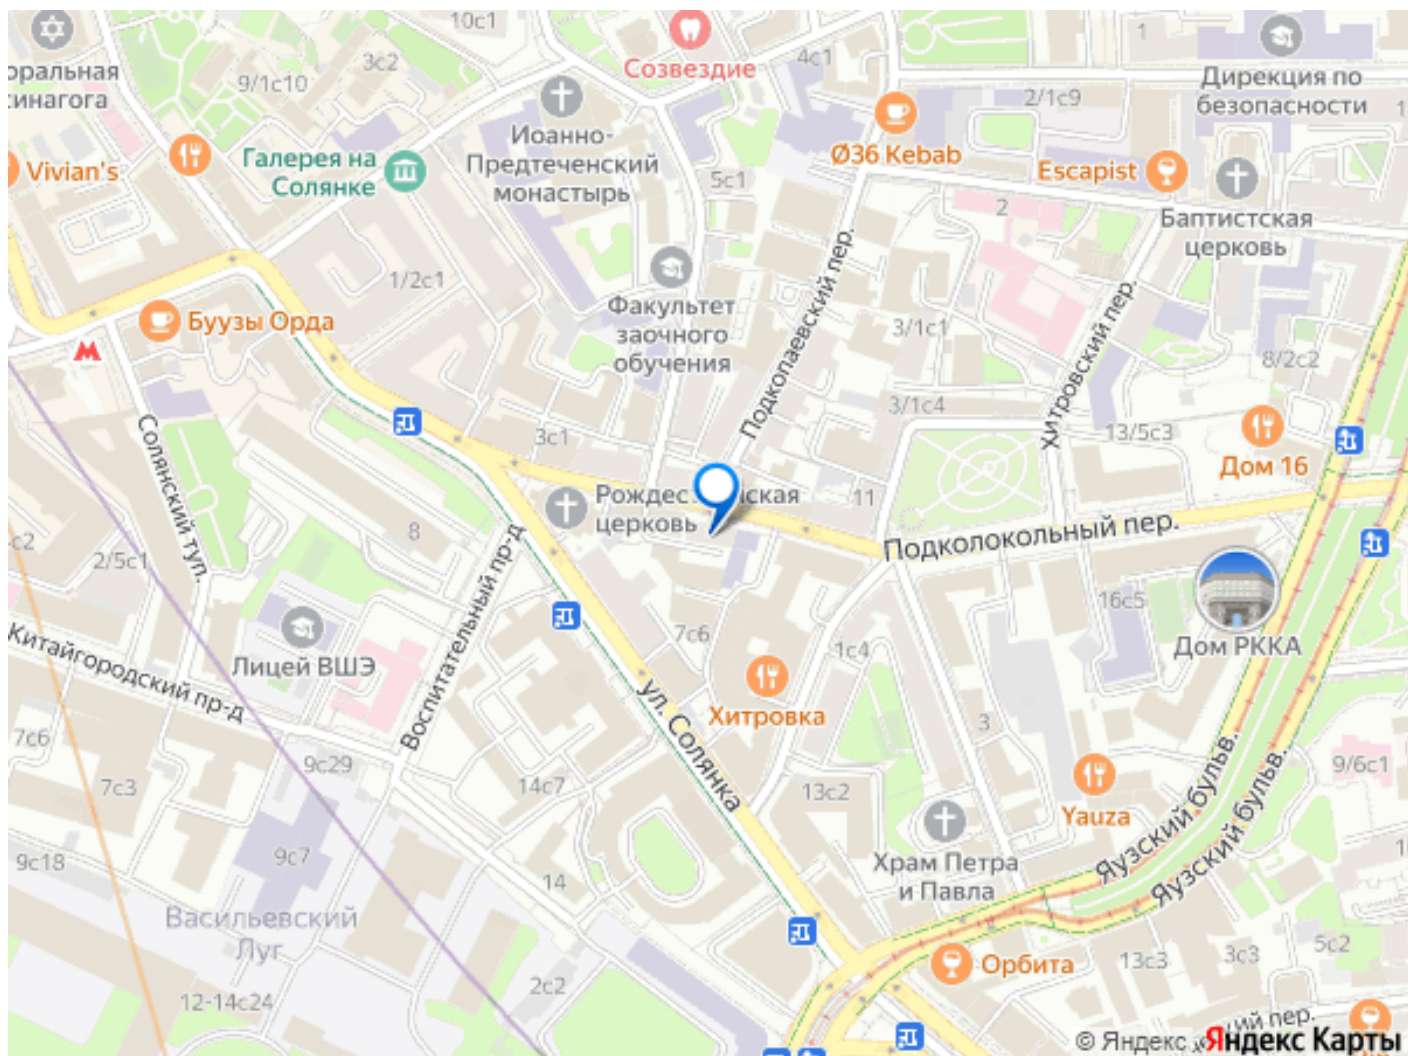 10с1
Созвездие
4с1
1
Дирекция по
безопасности
оральная
синагога
9/1с10
3с2
2/1с9
Иоанно-
Предтеченский
монастырь
Ø36 Kebab
Vivian's
Галерея на
Солянке
5с1
Escapist
2
Баптистская
церковь
1/2с1
Факультет
заочного
обучения
Подкопаевский пер.
Хитровский пер.
Буузы Орда
3/1с1
8/2с2
3/1с4
3с1
13/5с3
Дом 16
Солянский туп.
Рождес
ская
церковь
11
8
Подколокольный пер.
2/5с1
Воспитательный пр-д
16с5
Дом РККА
Лицей ВШЭ
7с6
1с4
Китайгородский пр-д
Хитровка
ул. Солянка
3
7с6
7с3
9с29
14с7
13с2
Yauza
9/6с1
Яузский бульв.
Яузский бульв.
9с18
9с7
14
Храм Петра
и Павла
Васильевский
Луг
Орбита
13с3
3с3
5с2
12-14с24
2с2
ий пер.
© Яндекс
Яндекс Карты